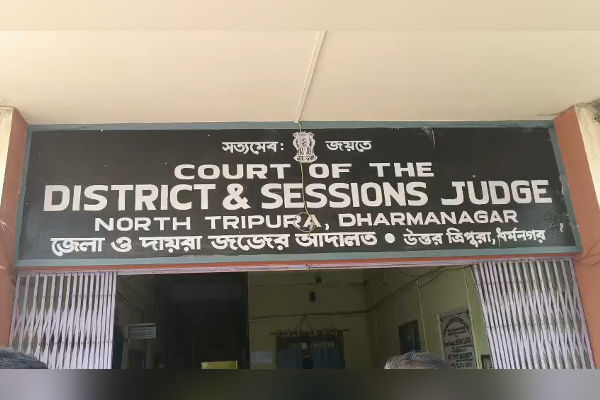 সত্যমেব: জয়তে
COURT OF THE
DISTRICT & SESSIONS JUDGE
NORTH TRIPURA, DHARMANAGAR
জেলা ও দায়রা জজের আদালত • উত্তর ত্রিপুরা, ধর্মনগর